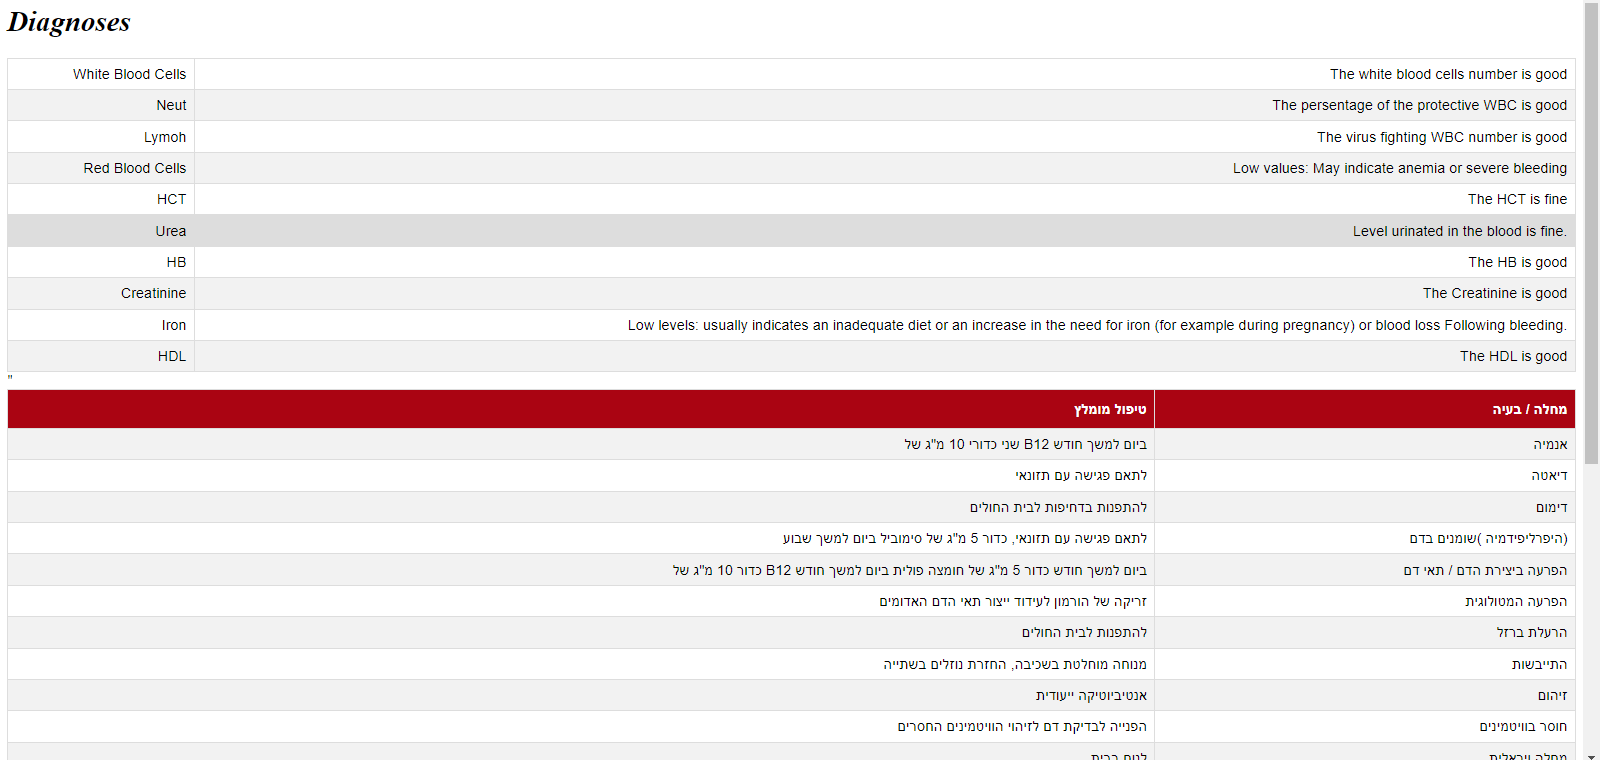 Diagnoses
White Blood Cells The white blood cells number is good
Neut The persentage of the protective WBC is good
Lymoh The virus fighting WBC number is good
Red Blood Cells Low values: May indicate anemia or severe bleeding
HCT The HCT is fine
Urea Level urinated in the blood is fine.
HB The HB is good
Creatinine The Creatinine is good
Iron Low levels: usually indicates an inadequate diet or an increase in the need for iron (for example during pregnancy) or blood loss Following bleeding.
HDL The HDL is good
"
מחלה / בעיה טיפול מומלץ
אנמיה ביום למשך חודש B12 שני כדורי 10 מ"ג של
דיאטה לתאם פגישה עם תזונאי
דימום להתפנות בדחיפות לבית החולים
(היפרליפידמיה )שומנים בדם לתאם פגישה עם תזונאי, כדור 5 מ"ג של סימוביל ביום למשך שבוע
הפרעה ביצירת הדם / תאי דם ביום למשך חודש כדור 5 מ"ג של חומצה פולית ביום למשך חודש B12 כדור 10 מ"ג של
הפרעה המטולוגית זריקה של הורמון לעידוד ייצור תאי הדם האדומים
הרעלת ברזל להתפנות לבית החולים
התייבשות מנוחה מוחלטת בשכיבה, החזרת נוזלים בשתייה
זיהום אנטיביוטיקה ייעודית
חוסר בוויטמינים הפנייה לבדיקת דם לזיהוי הוויטמינים החסרים
מחלה ויראלית לנוח בבית